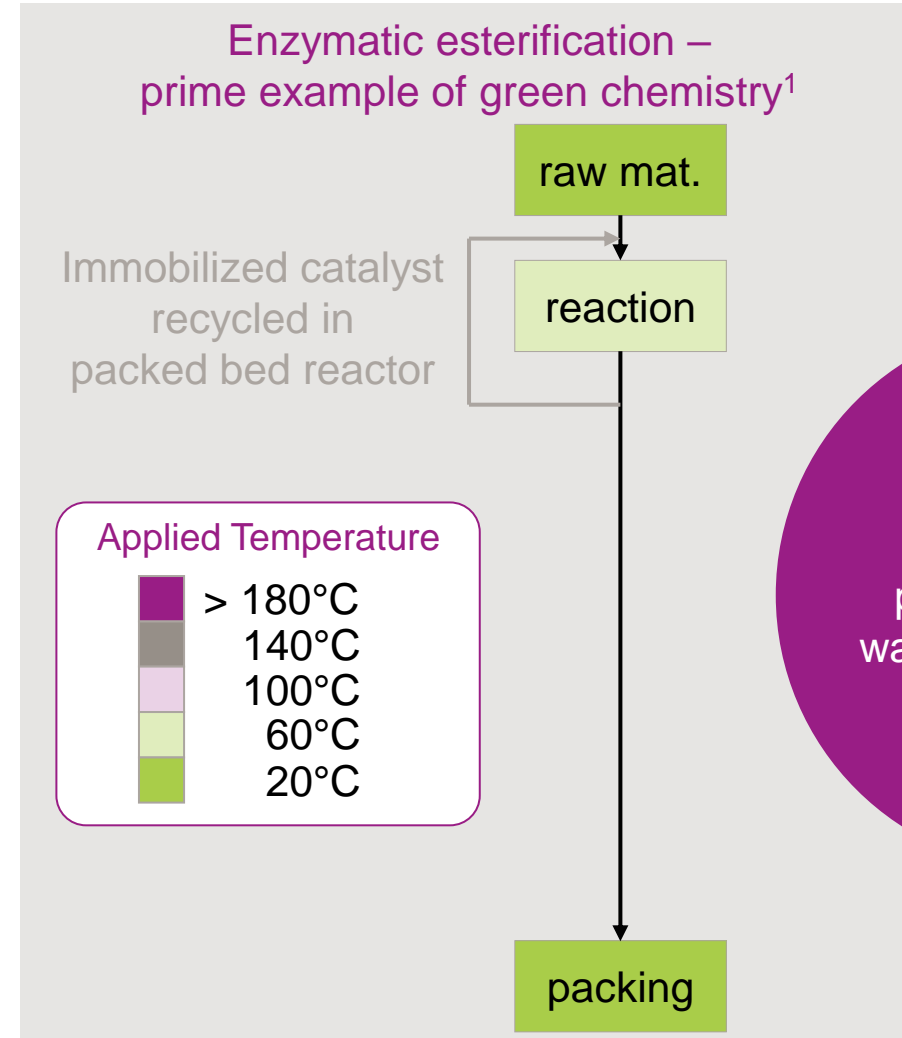 Enzymatic esterification –
prime example of green chemistry¹
raw mat.
Immobilized catalyst
recycled in
packed bed reactor
reaction
Applied Temperature
> 180°C
140°C
100°C
60°C
20°C
packing